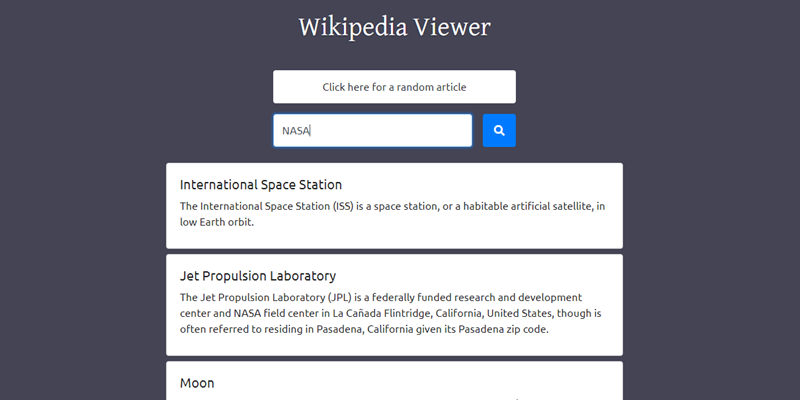 Wikipedia Viewer
Click here for a random article
NASA
International Space Station
The International Space Station (ISS) is a space station, or a habitable artificial satellite, in
low Earth orbit.
Jet Propulsion Laboratory
The Jet Propulsion Laboratory (JPL) is a federally funded research and development
center and NASA field center in La Cañada Flintridge, California, United States, though is
often referred to residing in Pasadena, California given its Pasadena zip code.
Moon